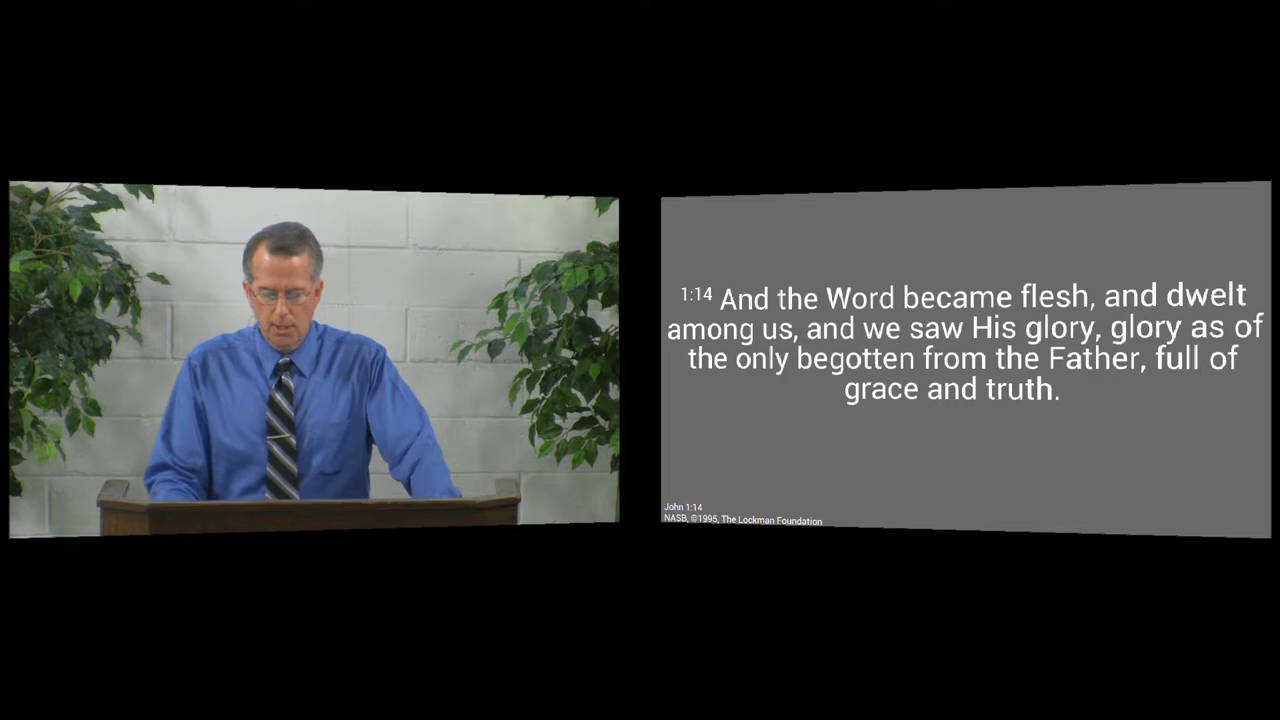 1:14 And the Word became flesh, and dwelt
among us, and we saw His glory, glory as of
the only begotten from the Father, full of
grace and truth.
John 1:14
NASB, ©1995, The Lockman Foundation